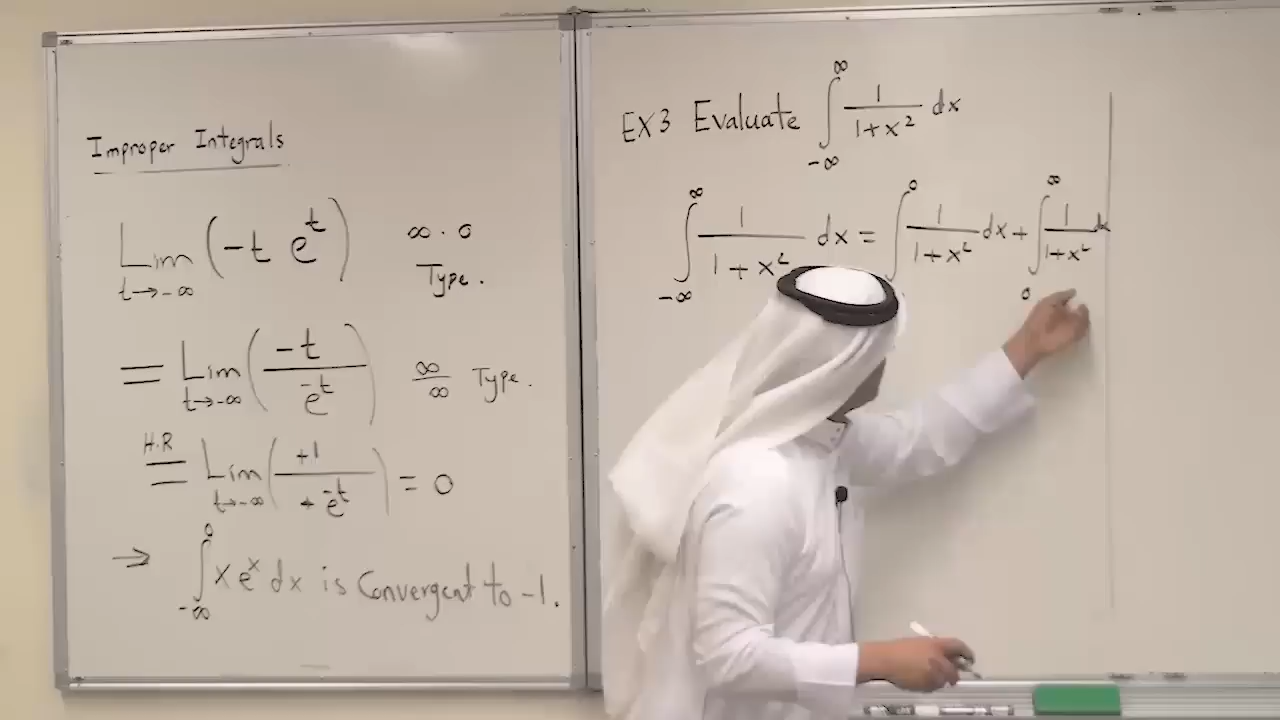 Improper Integrals
Lim t→-∞ (-t e^t) ∞ · 0 Type.
= Lim t→-∞ (-t / e^-t) ∞/∞ Type.
H.R = Lim t→-∞ (+1 / + e^-t) = 0
⇒ ∫_-∞^0 x e^x dx is Convergent to -1.
EX3 Evaluate ∫_-∞^∞ 1/(1+x²) dx
∫_-∞^∞ 1/(1+x²) dx = ∫^0 1/(1+x²) dx + ∫_0^∞ 1/(1+x²) dx